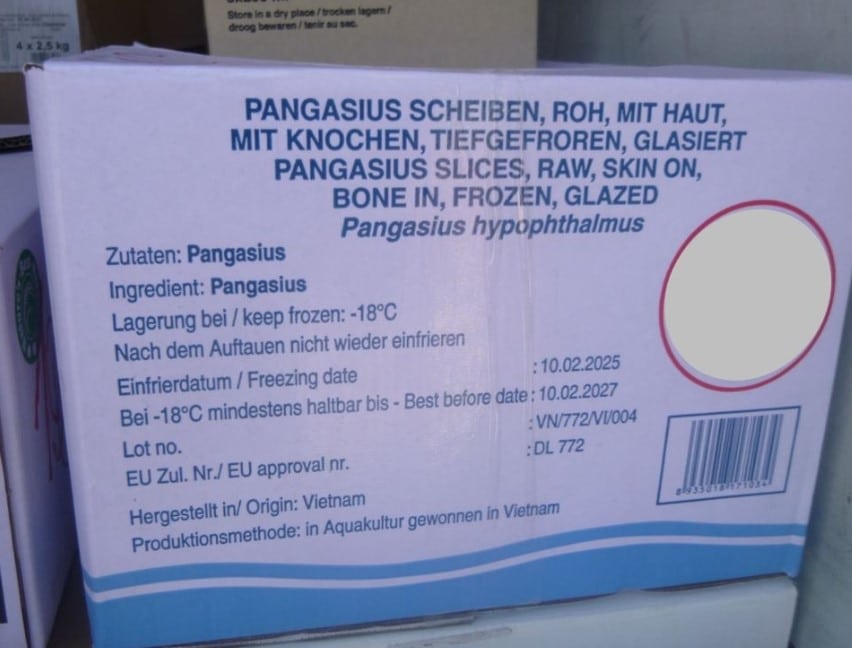 Store in a dry place / trocken lagern /
droog bewaren / tenir au sec.
4 x 2,5 kg
PANGASIUS SCHEIBEN, ROH, MIT HAUT,
MIT KNOCHEN, TIEFGEFROREN, GLASIERT
PANGASIUS SLICES, RAW, SKIN ON,
BONE IN, FROZEN, GLAZED
Pangasius hypophthalmus
Zutaten: Pangasius
Ingredient: Pangasius
Lagerung bei / keep frozen: -18°C
Nach dem Auftauen nicht wieder einfrieren
Einfrierdatum / Freezing date : 10.02.2025
Bei -18°C mindestens haltbar bis - Best before date : 10.02.2027
Lot no. : VN/772/VI/004
EU Zul. Nr./ EU approval nr. : DL 772
Hergestellt in/ Origin: Vietnam
Produktionsmethode: in Aquakultur gewonnen in Vietnam